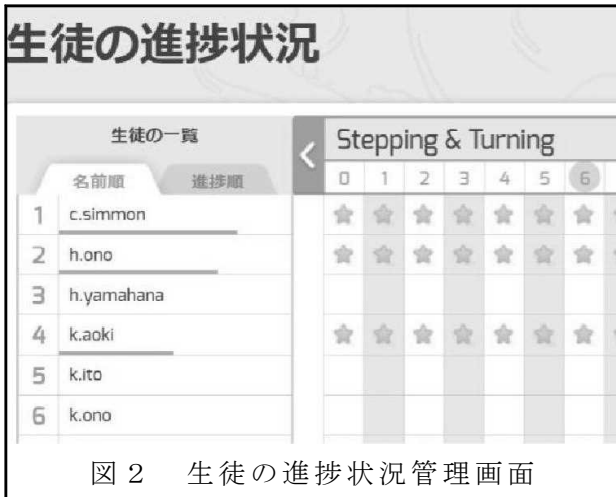 生徒の進捗状況
生徒の一覧
名前順 進捗順
Stepping & Turning
0 1 2 3 4 5 6
1 c.simmon
2 h.ono
3 h.yamahana
4 k.aoki
5 k.ito
6 k.ono
図2 生徒の進捗状況管理画面